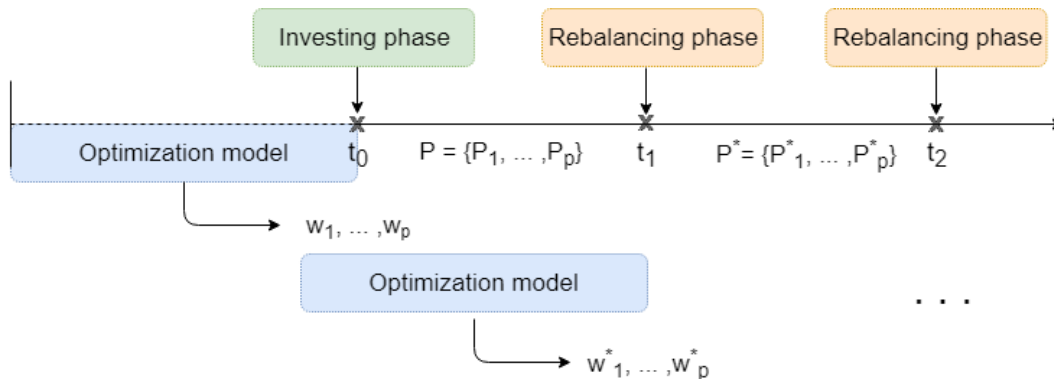 Investing phase
Rebalancing phase
Rebalancing phase
Optimization model
t₀
P = {P₁, ... ,Pₚ}
t₁
P*= {P*₁, ... ,P*ₚ}
t₂
w₁, ... ,wₚ
Optimization model
. . .
w*₁, ... ,w*ₚ